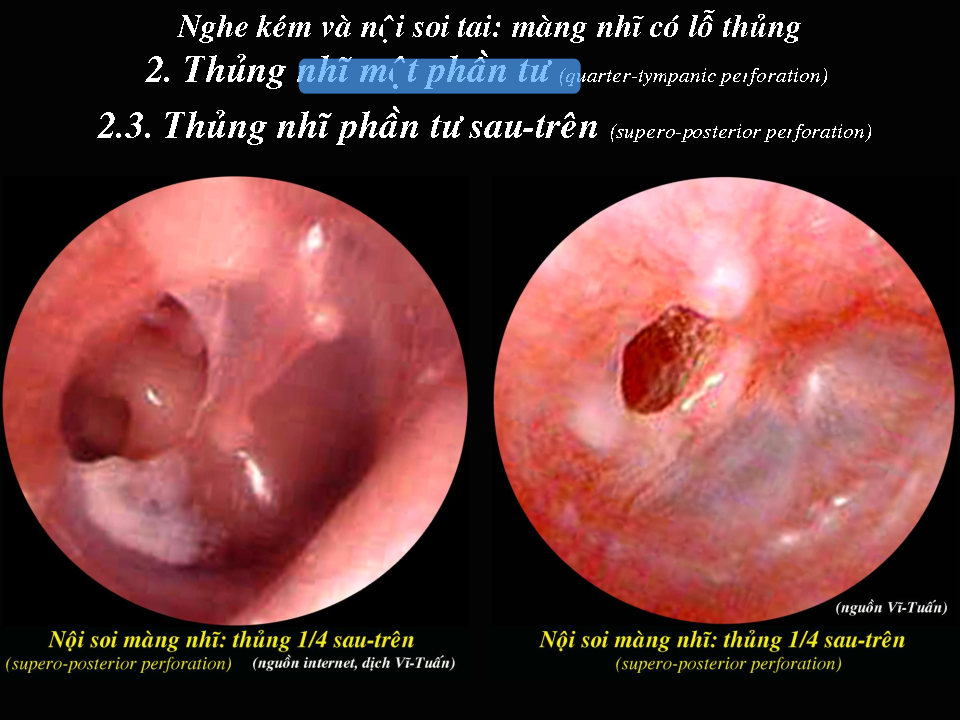 Nghe kém và nội soi tai: màng nhĩ có lỗ thủng
2. Thủng nhĩ một phần tư (quarter-tympanic perforation)
2.3. Thủng nhĩ phần tư sau-trên (supero-posterior perforation)
(nguồn Vĩ-Tuấn)
Nội soi màng nhĩ: thủng 1/4 sau-trên
(supero-posterior perforation) (nguồn internet, dịch Vĩ-Tuấn)
Nội soi màng nhĩ: thủng 1/4 sau-trên
(supero-posterior perforation)